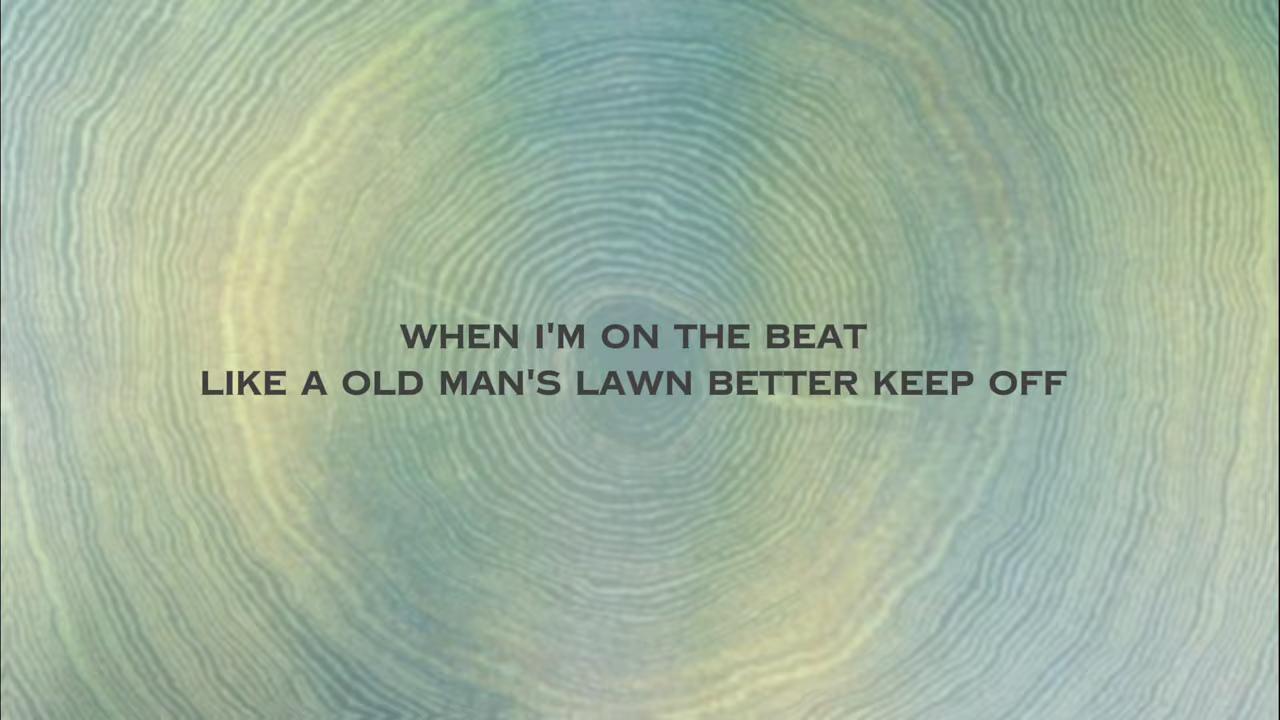 WHEN I'M ON THE BEAT
LIKE A OLD MAN'S LAWN BETTER KEEP OFF